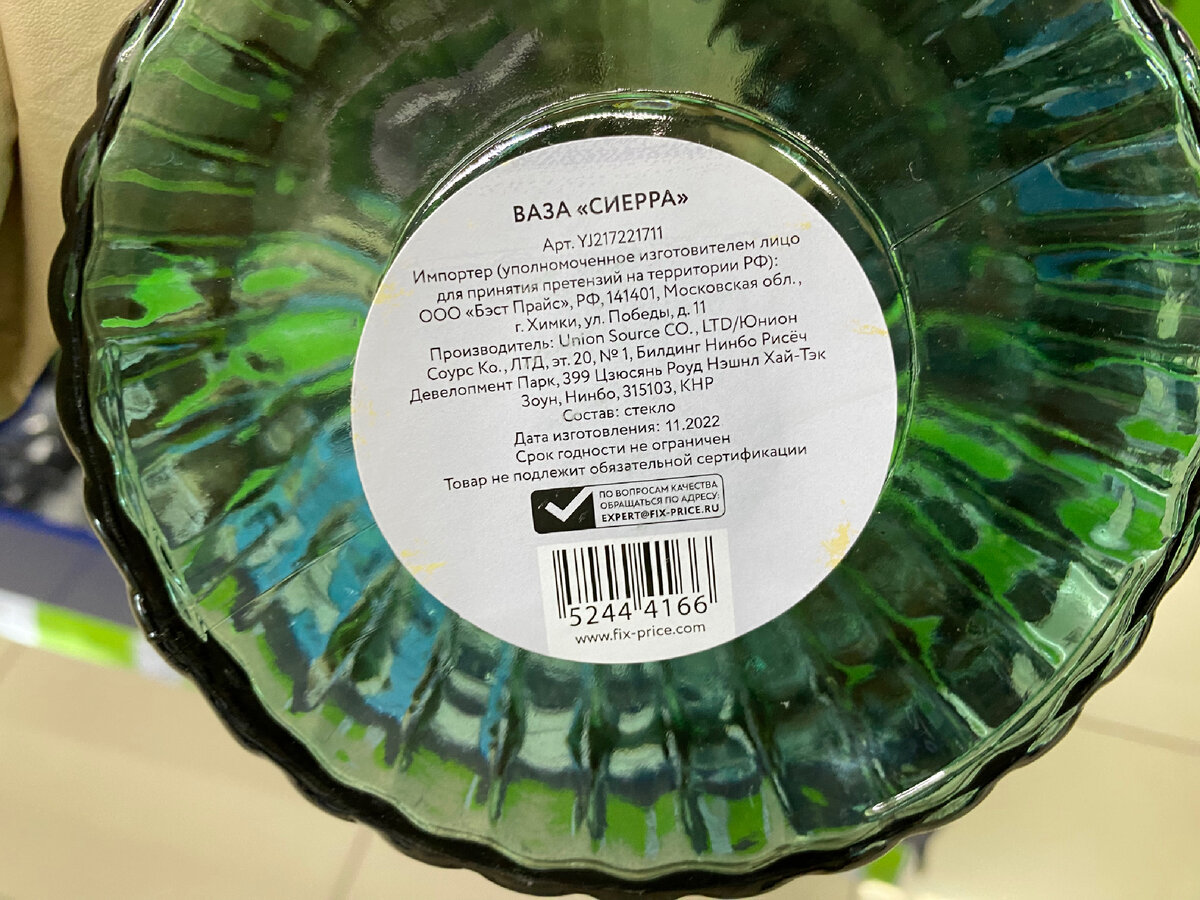 ВАЗА «СИЕРРА»
Арт. YJ217221711
Импортер (уполномоченное изготовителем лицо
для принятия претензий на территории РФ):
ООО «Бэст Прайс», РФ, 141401, Московская обл.,
г. Химки, ул. Победы, д. 11
Производитель: Union Source CO., LTD/Юнион
Соурс Ко., ЛТД, эт. 20, № 1, Билдинг Нинбо Рисёч
Девелопмент Парк, 399 Цзюсянь Роуд Нэшнл Хай-Тэк
Зоун, Нинбо, 315103, КНР
Состав: стекло
Дата изготовления: 11.2022
Срок годности не ограничен
Товар не подлежит обязательной сертификации
ПО ВОПРОСАМ КАЧЕСТВА
ОБРАЩАТЬСЯ ПО АДРЕСУ:
EXPERT@FIX-PRICE.RU
5244 4166
www.fix-price.com